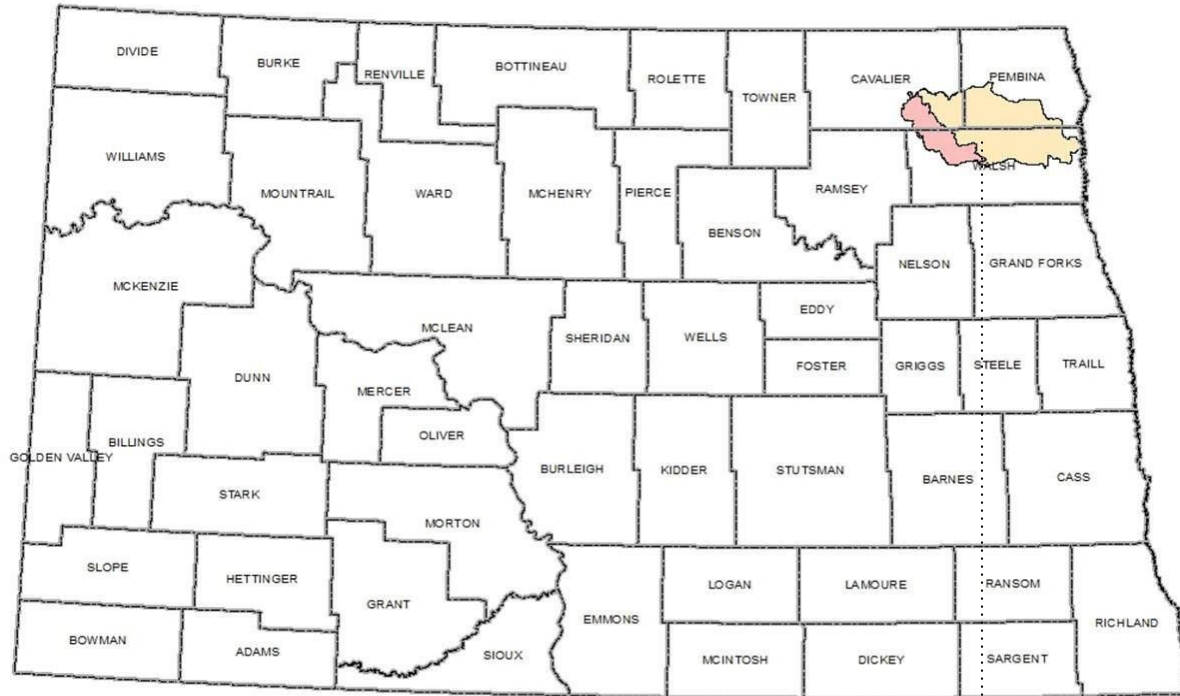 DIVIDE
BURKE
RENVILLE
BOTTINEAU
ROLETTE
TOWNER
CAVALIER
PEMBINA
WILLIAMS
MOUNTRAIL
WARD
MCHENRY
PIERCE
BENSON
RAMSEY
WALSH
MCKENZIE
NELSON
GRAND FORKS
MCLEAN
SHERIDAN
WELLS
EDDY
FOSTER
GRIGGS
STEELE
TRAILL
DUNN
MERCER
OLIVER
GOLDEN VALLEY
BILLINGS
STARK
BURLEIGH
KIDDER
STUTSMAN
BARNES
CASS
MORTON
SLOPE
HETTINGER
GRANT
EMMONS
LOGAN
LAMOURE
RANSOM
RICHLAND
BOWMAN
ADAMS
SIOUX
MCINTOSH
DICKEY
SARGENT